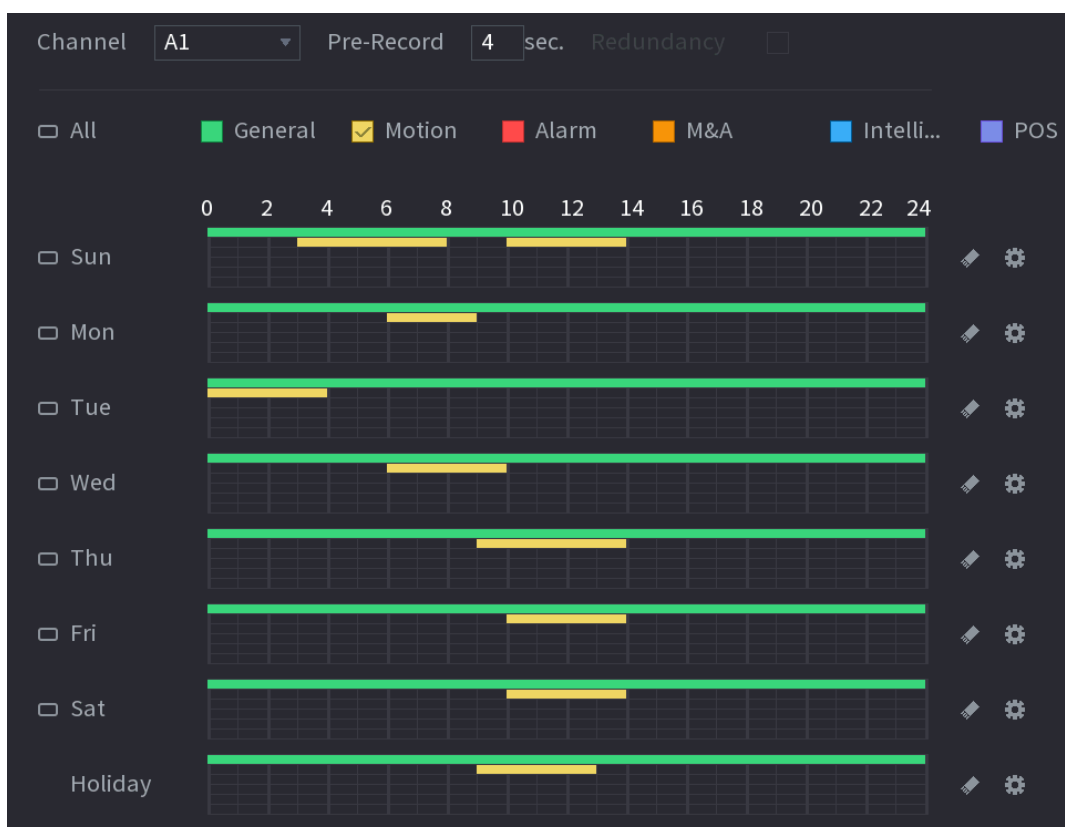 Channel A1 Pre-Record 4 sec. Redundancy
All General Motion Alarm M&A Intelli... POS
0 2 4 6 8 10 12 14 16 18 20 22 24
Sun
Mon
Tue
Wed
Thu
Fri
Sat
Holiday